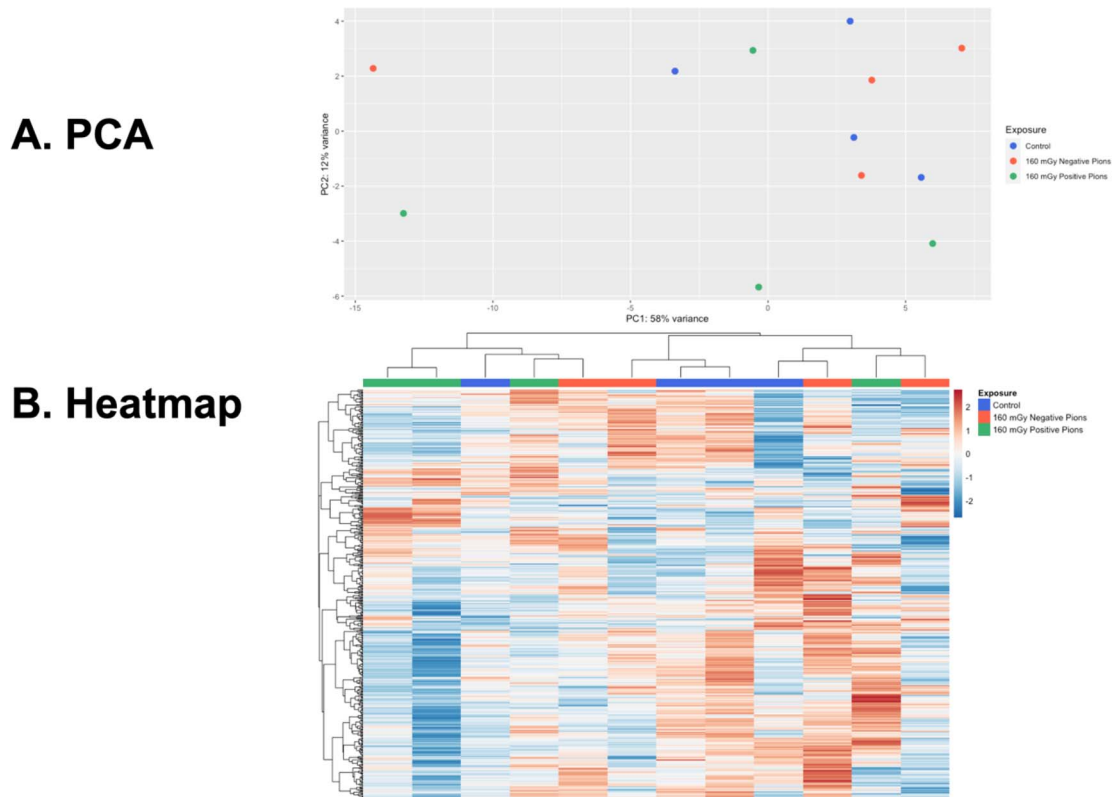 A. PCA
4
2
0
-2
-4
-6
PC2: 12% variance
-15
-10
-5
0
5
PC1: 58% variance
Exposure
Control
160 mGy Negative Pions
160 mGy Positive Pions
B. Heatmap
Exposure
Control
160 mGy Negative Pions
160 mGy Positive Pions
2
1
0
-1
-2